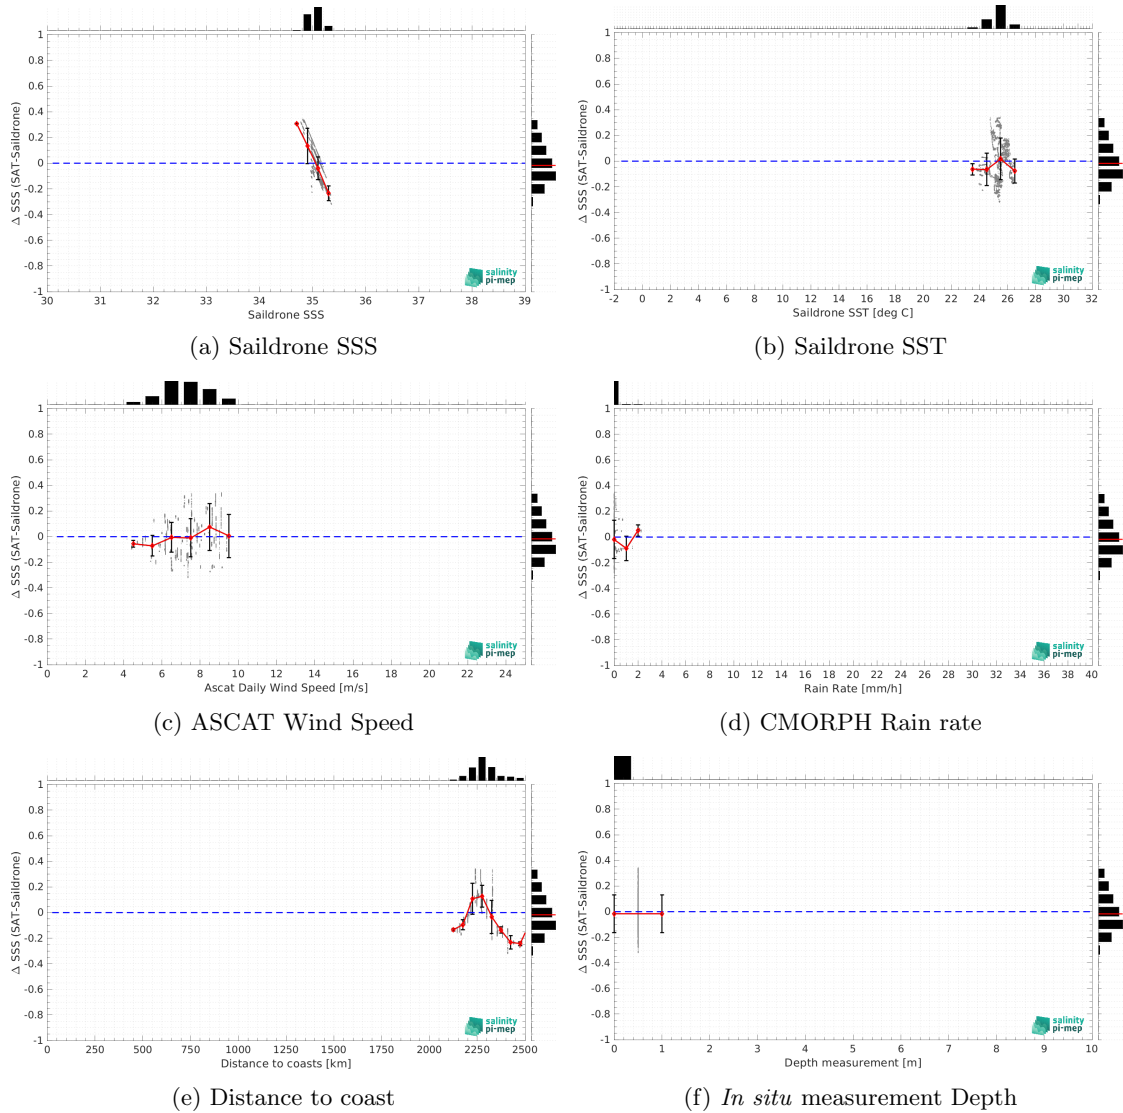 1
0.8
0.6
0.4
0.2
0
-0.2
-0.4
-0.6
-0.8
-1
Δ SSS (SAT-Saildrone)
salinity
pi-mep
30 31 32 33 34 35 36 37 38 39
Saildrone SSS
(a) Saildrone SSS
1
0.8
0.6
0.4
0.2
0
-0.2
-0.4
-0.6
-0.8
-1
Δ SSS (SAT-Saildrone)
salinity
pi-mep
-2 0 2 4 6 8 10 12 14 16 18 20 22 24 26 28 30 32
Saildrone SST [deg C]
(b) Saildrone SST
1
0.8
0.6
0.4
0.2
0
-0.2
-0.4
-0.6
-0.8
-1
Δ SSS (SAT-Saildrone)
salinity
pi-mep
0 2 4 6 8 10 12 14 16 18 20 22 24
Ascat Daily Wind Speed [m/s]
(c) ASCAT Wind Speed
1
0.8
0.6
0.4
0.2
0
-0.2
-0.4
-0.6
-0.8
-1
Δ SSS (SAT-Saildrone)
salinity
pi-mep
0 2 4 6 8 10 12 14 16 18 20 22 24 26 28 30 32 34 36 38 40
Rain Rate [mm/h]
(d) CMORPH Rain rate
1
0.8
0.6
0.4
0.2
0
-0.2
-0.4
-0.6
-0.8
-1
Δ SSS (SAT-Saildrone)
salinity
pi-mep
0 250 500 750 1000 1250 1500 1750 2000 2250 2500
Distance to coasts [km]
(e) Distance to coast
1
0.8
0.6
0.4
0.2
0
-0.2
-0.4
-0.6
-0.8
-1
Δ SSS (SAT-Saildrone)
salinity
pi-mep
0 1 2 3 4 5 6 7 8 9 10
Depth measurement [m]
(f) In situ measurement Depth